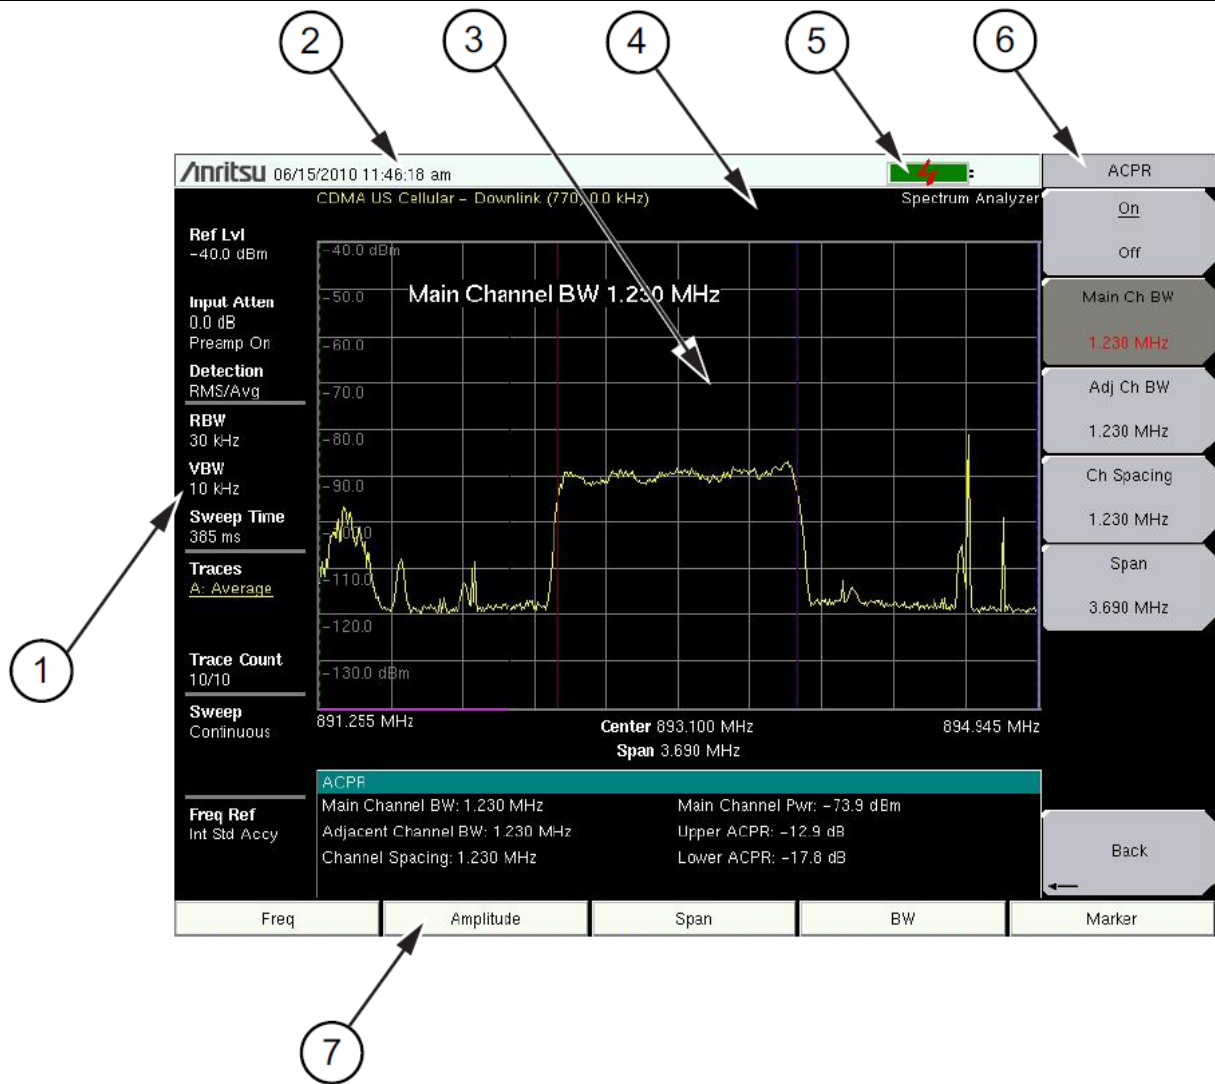 2 3 4 5 6
Anritsu 06/15/2010 11:46:18 am
ACPR
CDMA US Cellular – Downlink (770) 0.0 kHz)
Spectrum Analyzer
Ref Lvl
-40.0 dBm
Input Atten
0.0 dB
Preamp On
Detection
RMS/Avg
RBW
30 kHz
VBW
10 kHz
Sweep Time
385 ms
Traces
A: Average
Trace Count
10/10
Sweep
Continuous
Freq Ref
Int Std Accy
1
-40.0 dBm
Main Channel BW 1.230 MHz
-50.0
-60.0
-70.0
-80.0
-90.0
-100.0
-110.0
-120.0
-130.0 dBm
891.255 MHz
Center 893.100 MHz
894.945 MHz
Span 3.690 MHz
ACPR
Main Channel BW: 1.230 MHz
Main Channel Pwr: -73.9 dBm
Adjacent Channel BW: 1.230 MHz
Upper ACPR: -12.9 dB
Channel Spacing: 1.230 MHz
Lower ACPR: -17.8 dB
On
Off
Main Ch BW
1.230 MHz
Adj Ch BW
1.230 MHz
Ch Spacing
1.230 MHz
Span
3.690 MHz
Back
Freq
Amplitude
Span
BW
Marker
7